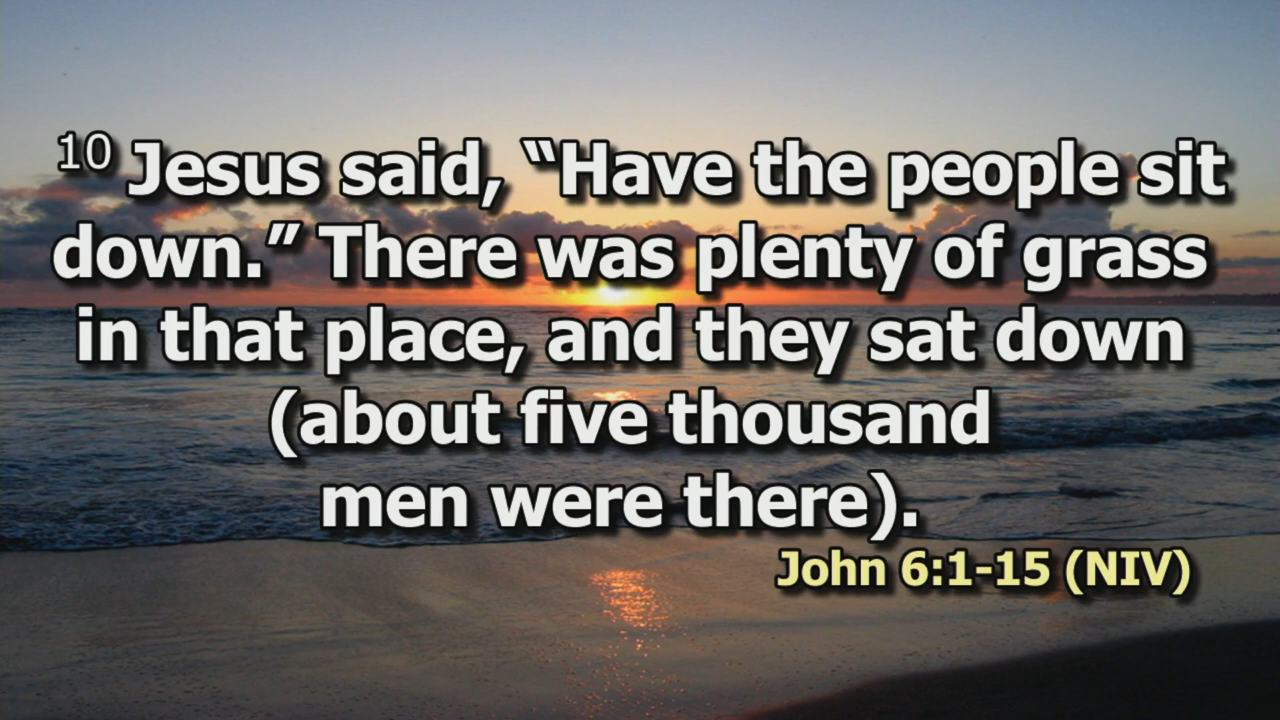 10 Jesus said, “Have the people sit
down.” There was plenty of grass
in that place, and they sat down
(about five thousand
men were there).
John 6:1-15 (NIV)